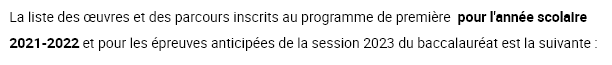 La liste des œuvres et des parcours inscrits au programme de première  pour l'année scolaire
2021-2022 et pour les épreuves anticipées de la session 2023 du baccalauréat est la suivante :